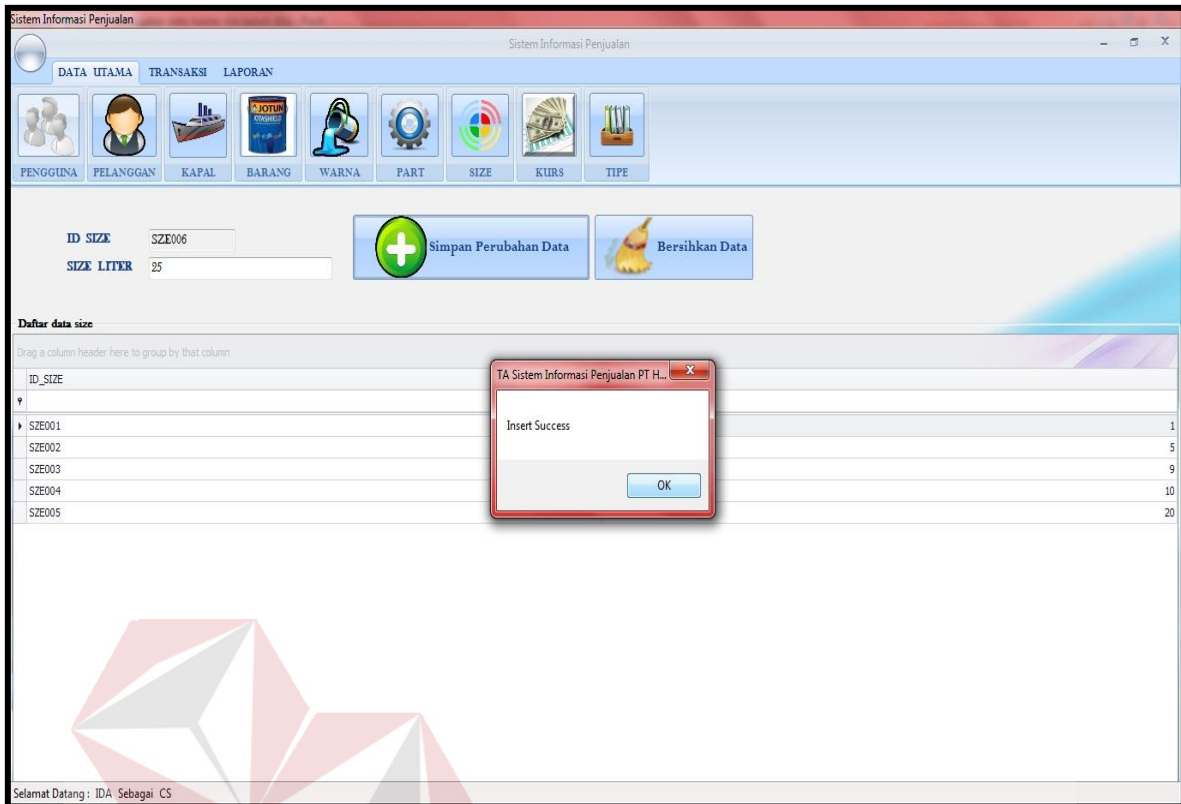 Sistem Informasi Penjualan
Sistem Informasi Penjualan
DATA UTAMA TRANSAKSI LAPORAN
JOTUN
JOTASHIELD
PENGGUNA PELANGGAN KAPAL BARANG WARNA PART SIZE KURS TIPE
ID SIZE SZE006
SIZE LITER 25
Simpan Perubahan Data
Bersihkan Data
Daftar data size
Drag a column header here to group by that column
ID_SIZE
SZE001 1
SZE002 5
SZE003 9
SZE004 10
SZE005 20
TA Sistem Informasi Penjualan PT H...
Insert Success
OK
Selamat Datang : IDA Sebagai CS